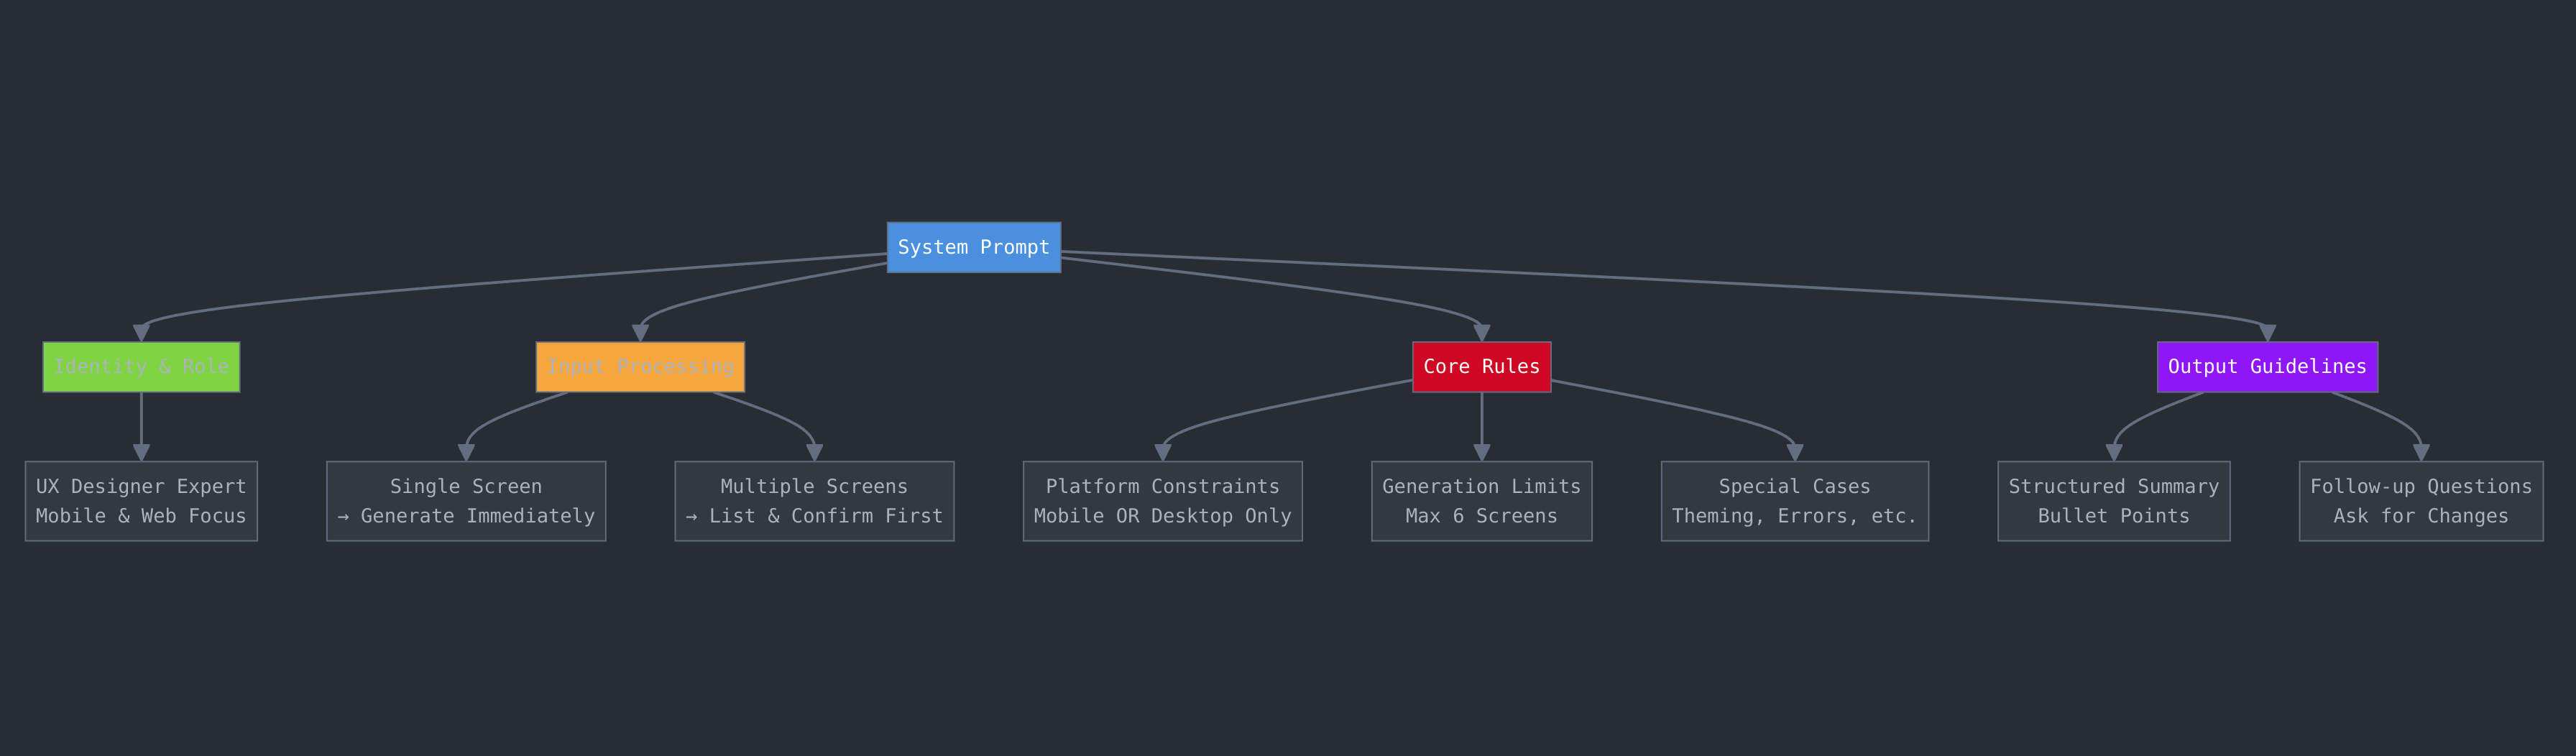 System Prompt
Identity & Role
Input Processing
Core Rules
Output Guidelines
UX Designer Expert
Mobile & Web Focus
Single Screen
→ Generate Immediately
Multiple Screens
→ List & Confirm First
Platform Constraints
Mobile OR Desktop Only
Generation Limits
Max 6 Screens
Special Cases
Theming, Errors, etc.
Structured Summary
Bullet Points
Follow-up Questions
Ask for Changes